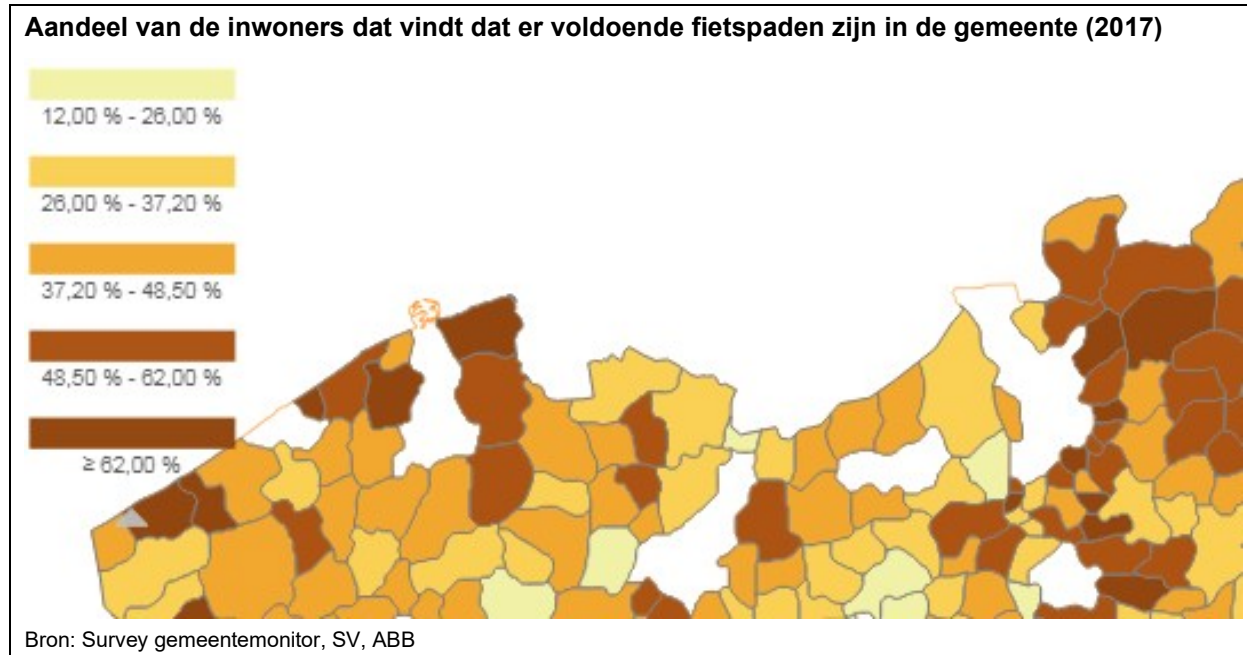 Aandeel van de inwoners dat vindt dat er voldoende fietspaden zijn in de gemeente (2017)
12,00 % - 26,00 %
26,00 % - 37,20 %
37,20 % - 48,50 %
48,50 % - 62,00 %
≥ 62,00 %
Bron: Survey gemeentemonitor, SV, ABB